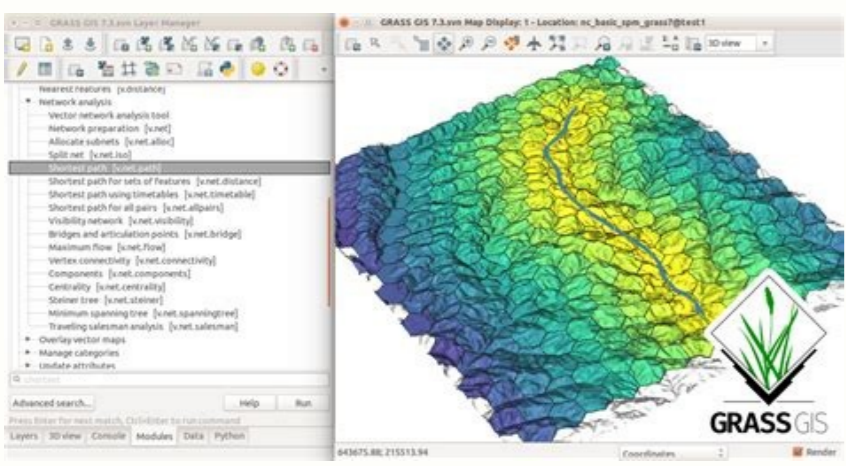 GRASS GIS 7.3.svn Layer Manager
Nearest features [v.distance]
Network analysis
Vector network analysis tool
Network preparation [v.net]
Allocate subnets [v.net.alloc]
Split net [v.net.iso]
Shortest path [v.net.path]
Shortest path for sets of features [v.net.distance]
Shortest path using timetables [v.net.timetable]
Shortest path for all pairs [v.net.allpairs]
Visibility network [v.net.visibility]
Bridges and articulation points [v.net.bridge]
Maximum flow [v.net.flow]
Vertex connectivity [v.net.connectivity]
Components [v.net.components]
Centrality [v.net.centrality]
Steiner tree [v.net.steiner]
Minimum spanning tree [v.net.spanningtree]
Traveling salesman analysis [v.net.salesman]
Overlay vector maps
Manage categories
Update attributes
Advanced search...
Help
Run
Press Enter for next match, Ctrl+Enter to run command
Layers 3D view Console Modules Data Python
GRASS GIS 7.3.svn Map Display: 1 - Location: nc_basic_spm_grass7@test1
3D view
GRASS GIS
643675.88; 215513.94
Coordinates
Render